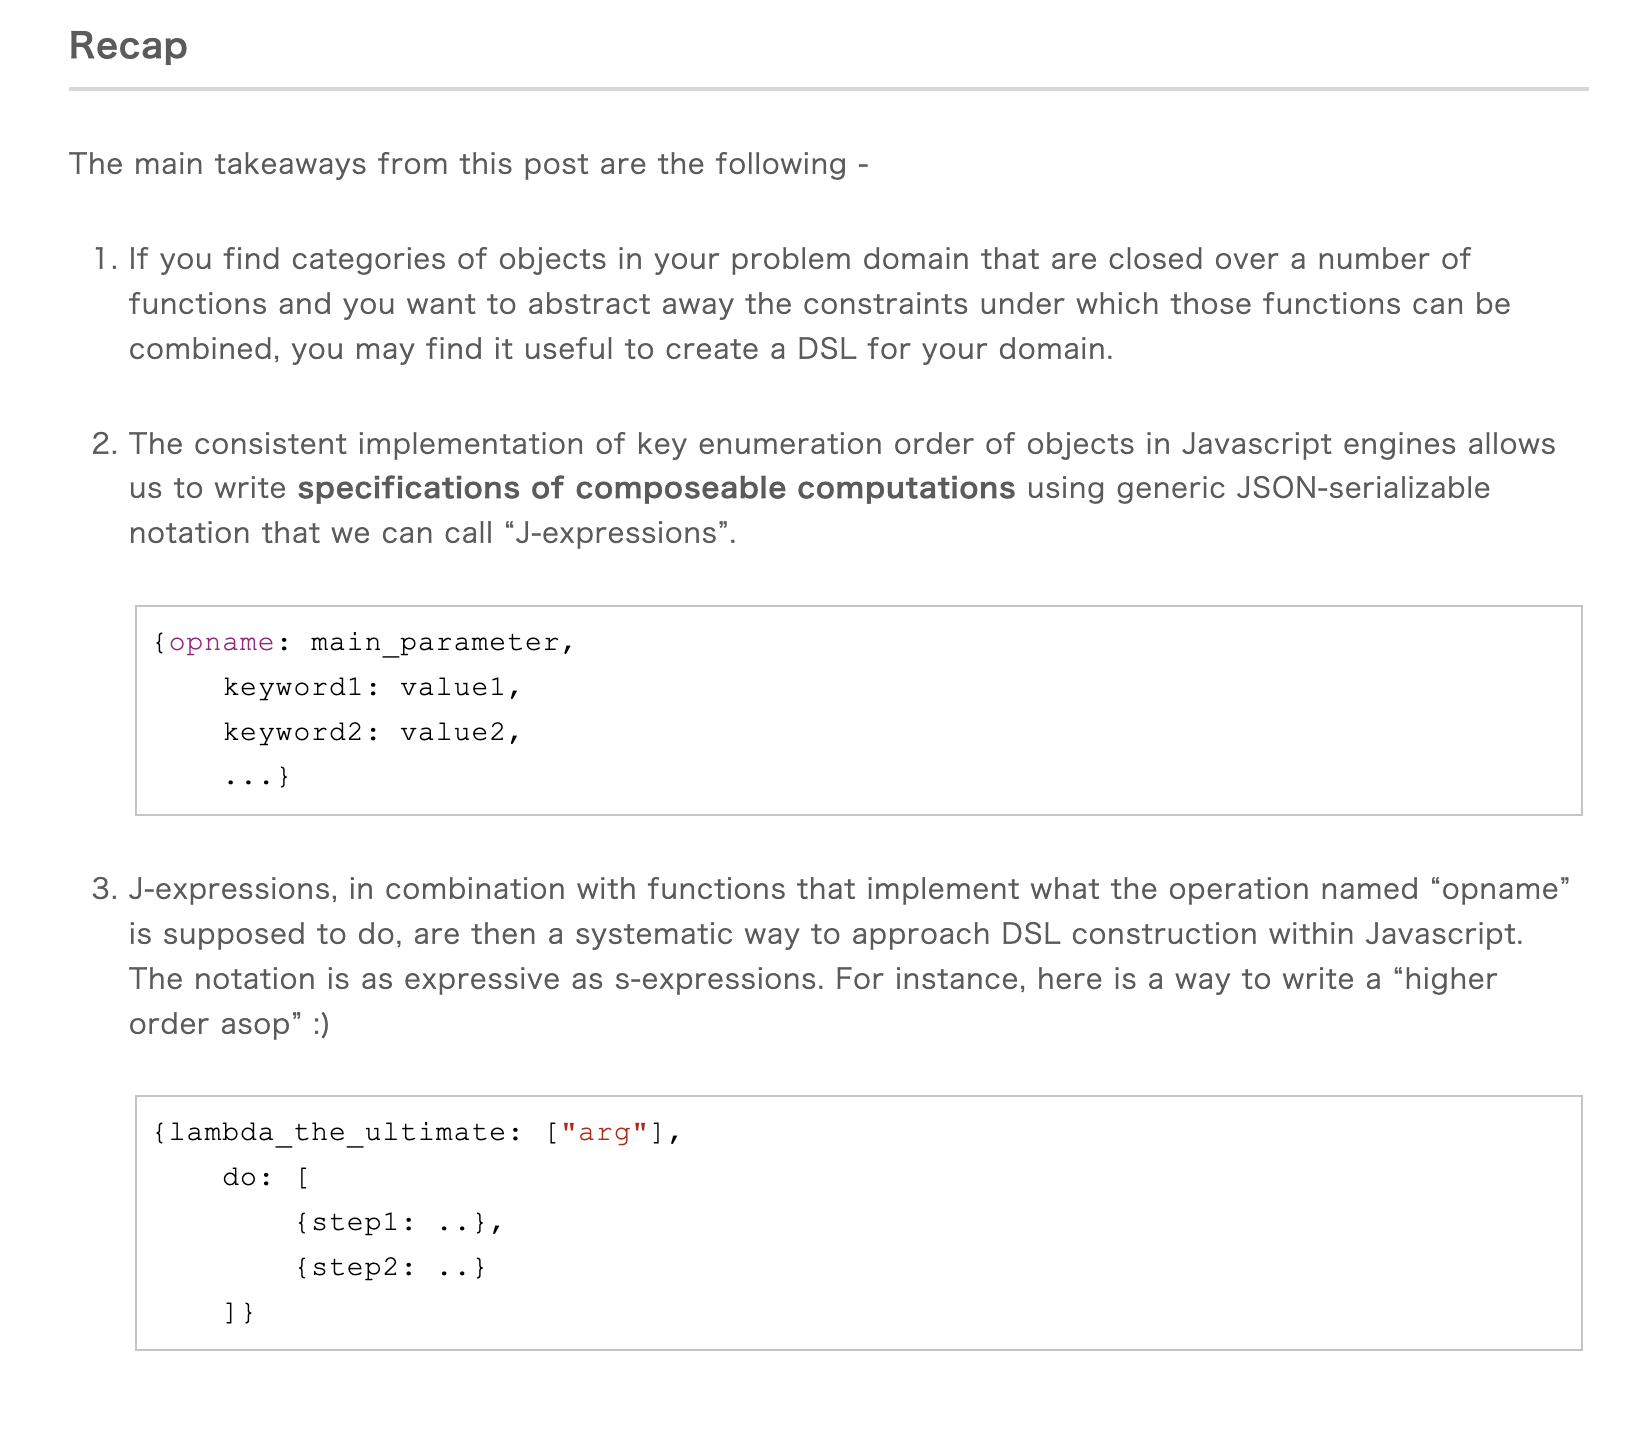 Recap
The main takeaways from this post are the following -
1. If you find categories of objects in your problem domain that are closed over a number of
functions and you want to abstract away the constraints under which those functions can be
combined, you may find it useful to create a DSL for your domain.
2. The consistent implementation of key enumeration order of objects in Javascript engines allows
us to write specifications of composeable computations using generic JSON-serializable
notation that we can call “J-expressions”.
{opname: main_parameter,
    keyword1: value1,
    keyword2: value2,
    ...}
3. J-expressions, in combination with functions that implement what the operation named “opname”
is supposed to do, are then a systematic way to approach DSL construction within Javascript.
The notation is as expressive as s-expressions. For instance, here is a way to write a “higher
order asop” :)
{lambda_the_ultimate: ["arg"],
    do: [
        {step1: ..},
        {step2: ..}
    ]}